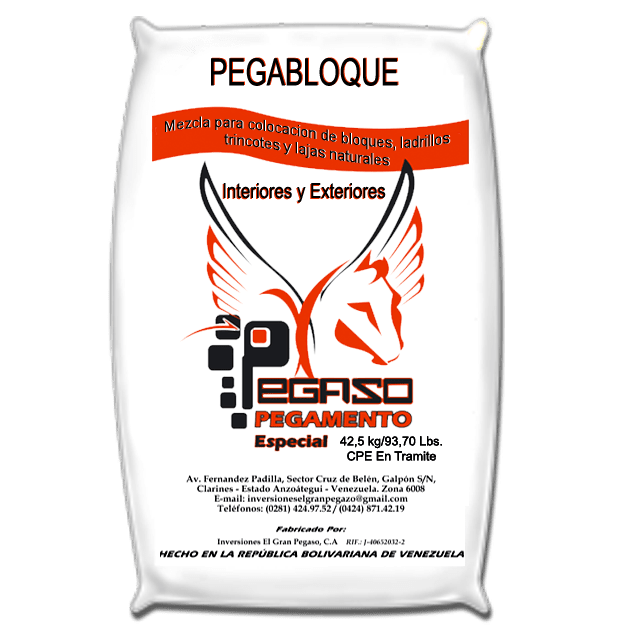 PEGABLOQUE
Mezcla para colocacion de bloques, ladrillos
trincotes y lajas naturales
Interiores y Exteriores
PEGASO
PEGAMENTO
Especial 42,5 kg/93,70 Lbs.
CPE En Tramite
Av. Fernandez Padilla, Sector Cruz de Belén, Galpón S/N,
Clarines - Estado Anzoátegui - Venezuela. Zona 6008
E-mail: inversioneselgranpegazo@gmail.com
Teléfonos: (0281) 424.97.52 / (0424) 871.42.19
Fabricado Por:
Inversiones El Gran Pegaso, C.A RIF.: J-40652032-2
HECHO EN LA REPÚBLICA BOLIVARIANA DE VENEZUELA